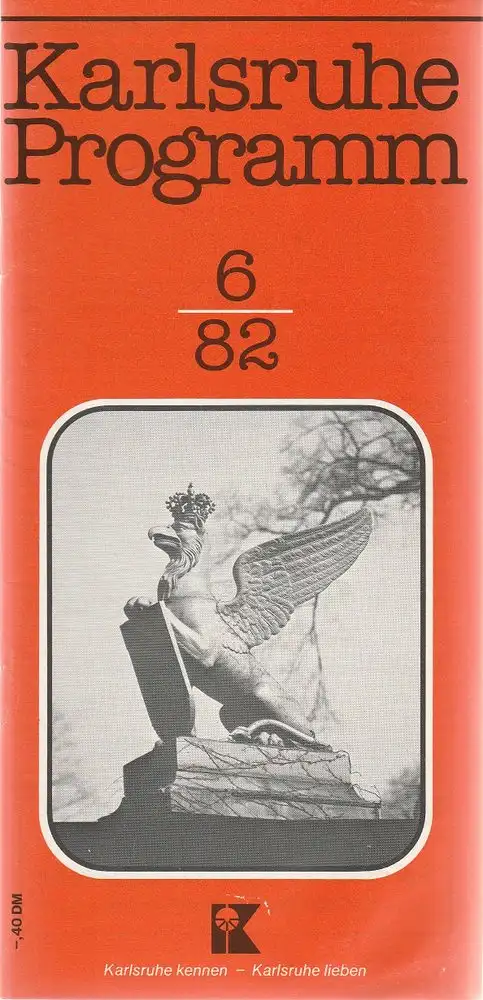 Karlsruhe
Programm
6
82
–,40 DM
K
Karlsruhe kennen – Karlsruhe lieben